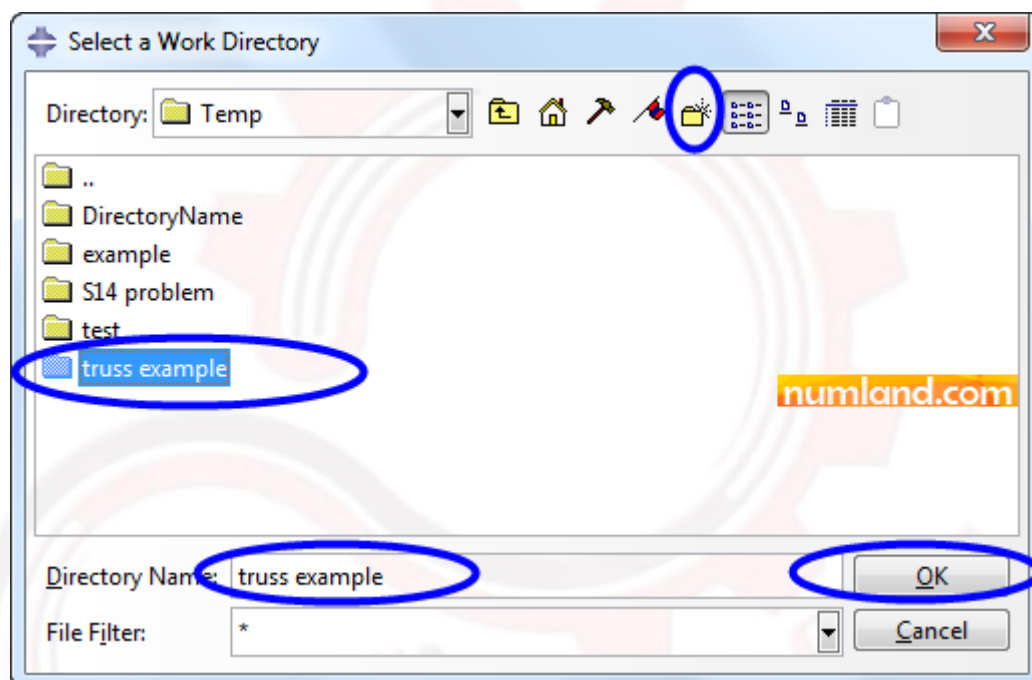 Select a Work Directory
Directory: Temp
..
DirectoryName
example
S14 problem
test
truss example
numland.com
Directory Name: truss example OK
File Filter: * Cancel